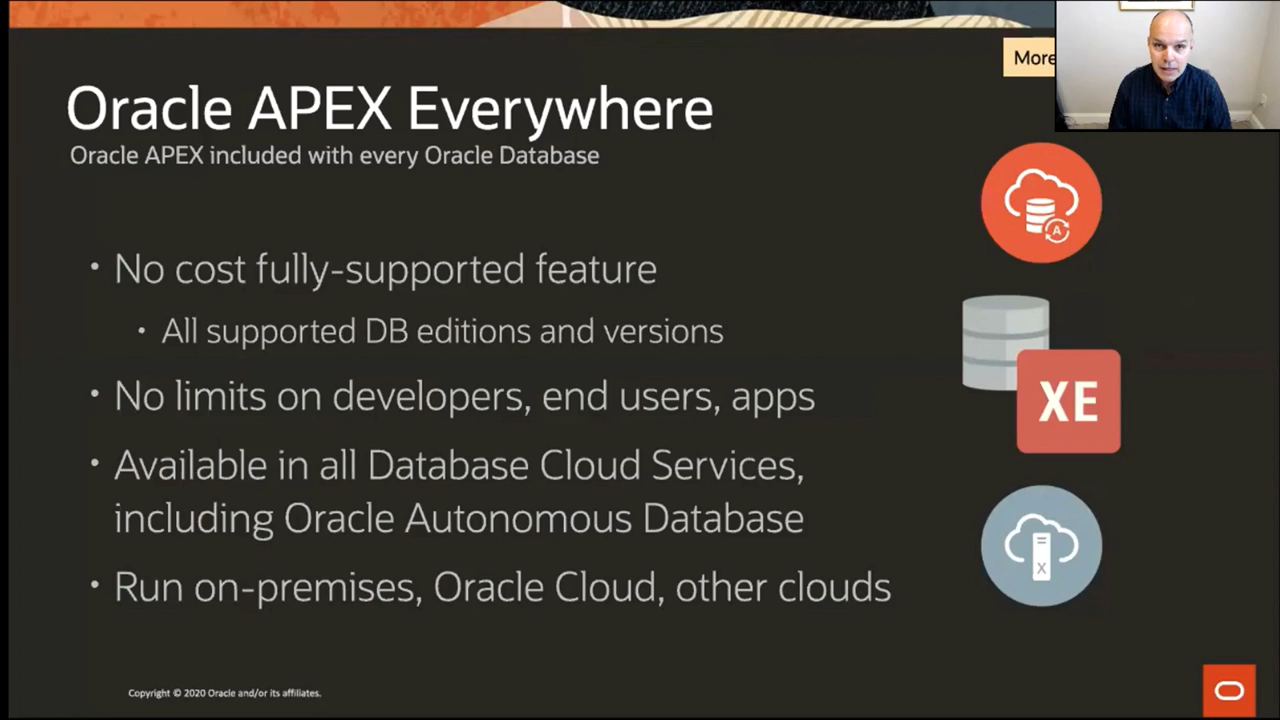 More
Oracle APEX Everywhere
Oracle APEX included with every Oracle Database
• No cost fully-supported feature
• All supported DB editions and versions
• No limits on developers, end users, apps
• Available in all Database Cloud Services,
including Oracle Autonomous Database
• Run on-premises, Oracle Cloud, other clouds
A
XE
X
Copyright © 2020 Oracle and/or its affiliates.